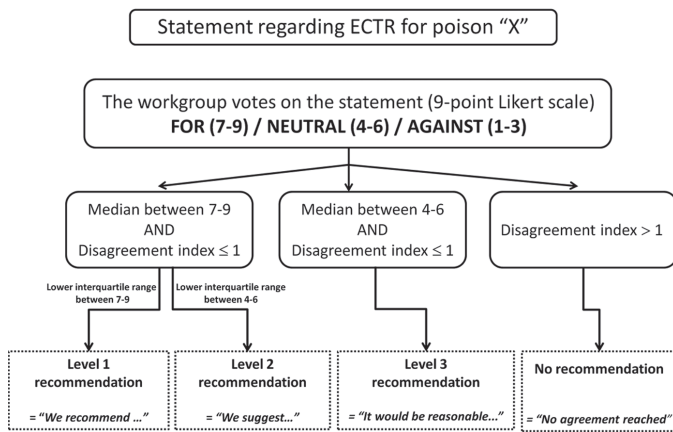 Statement regarding ECTR for poison “X”
The workgroup votes on the statement (9-point Likert scale)
FOR (7-9) / NEUTRAL (4-6) / AGAINST (1-3)
Median between 7-9
AND
Disagreement index ≤ 1
Median between 4-6
AND
Disagreement index ≤ 1
Disagreement index > 1
Lower interquartile range
between 7-9
Lower interquartile range
between 4-6
Level 1
recommendation
= “We recommend …”
Level 2
recommendation
= “We suggest…”
Level 3
recommendation
= “It would be reasonable...”
No recommendation
= “No agreement reached”